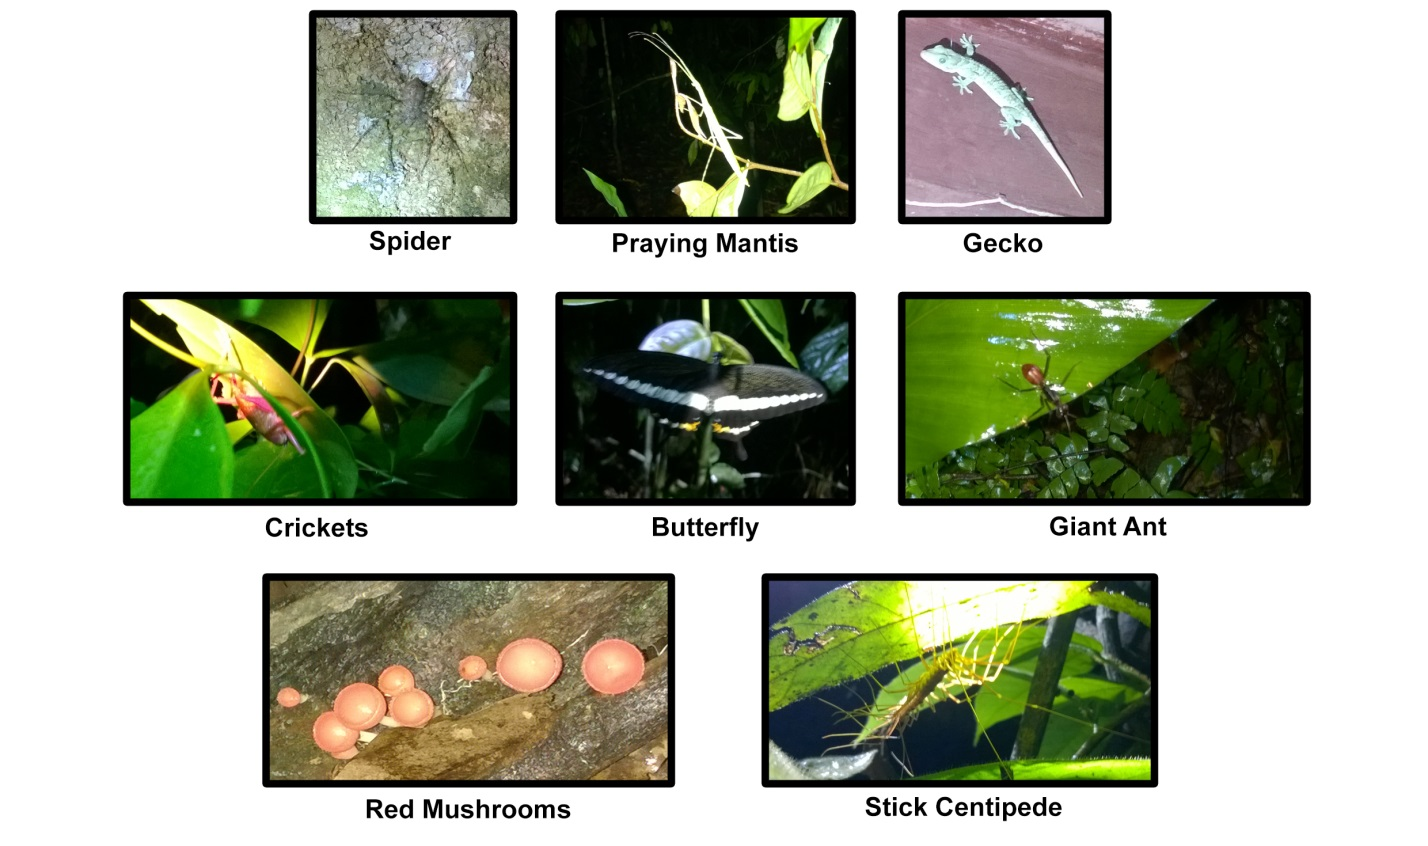 Spider
Praying Mantis
Gecko
Crickets
Butterfly
Giant Ant
Red Mushrooms
Stick Centipede